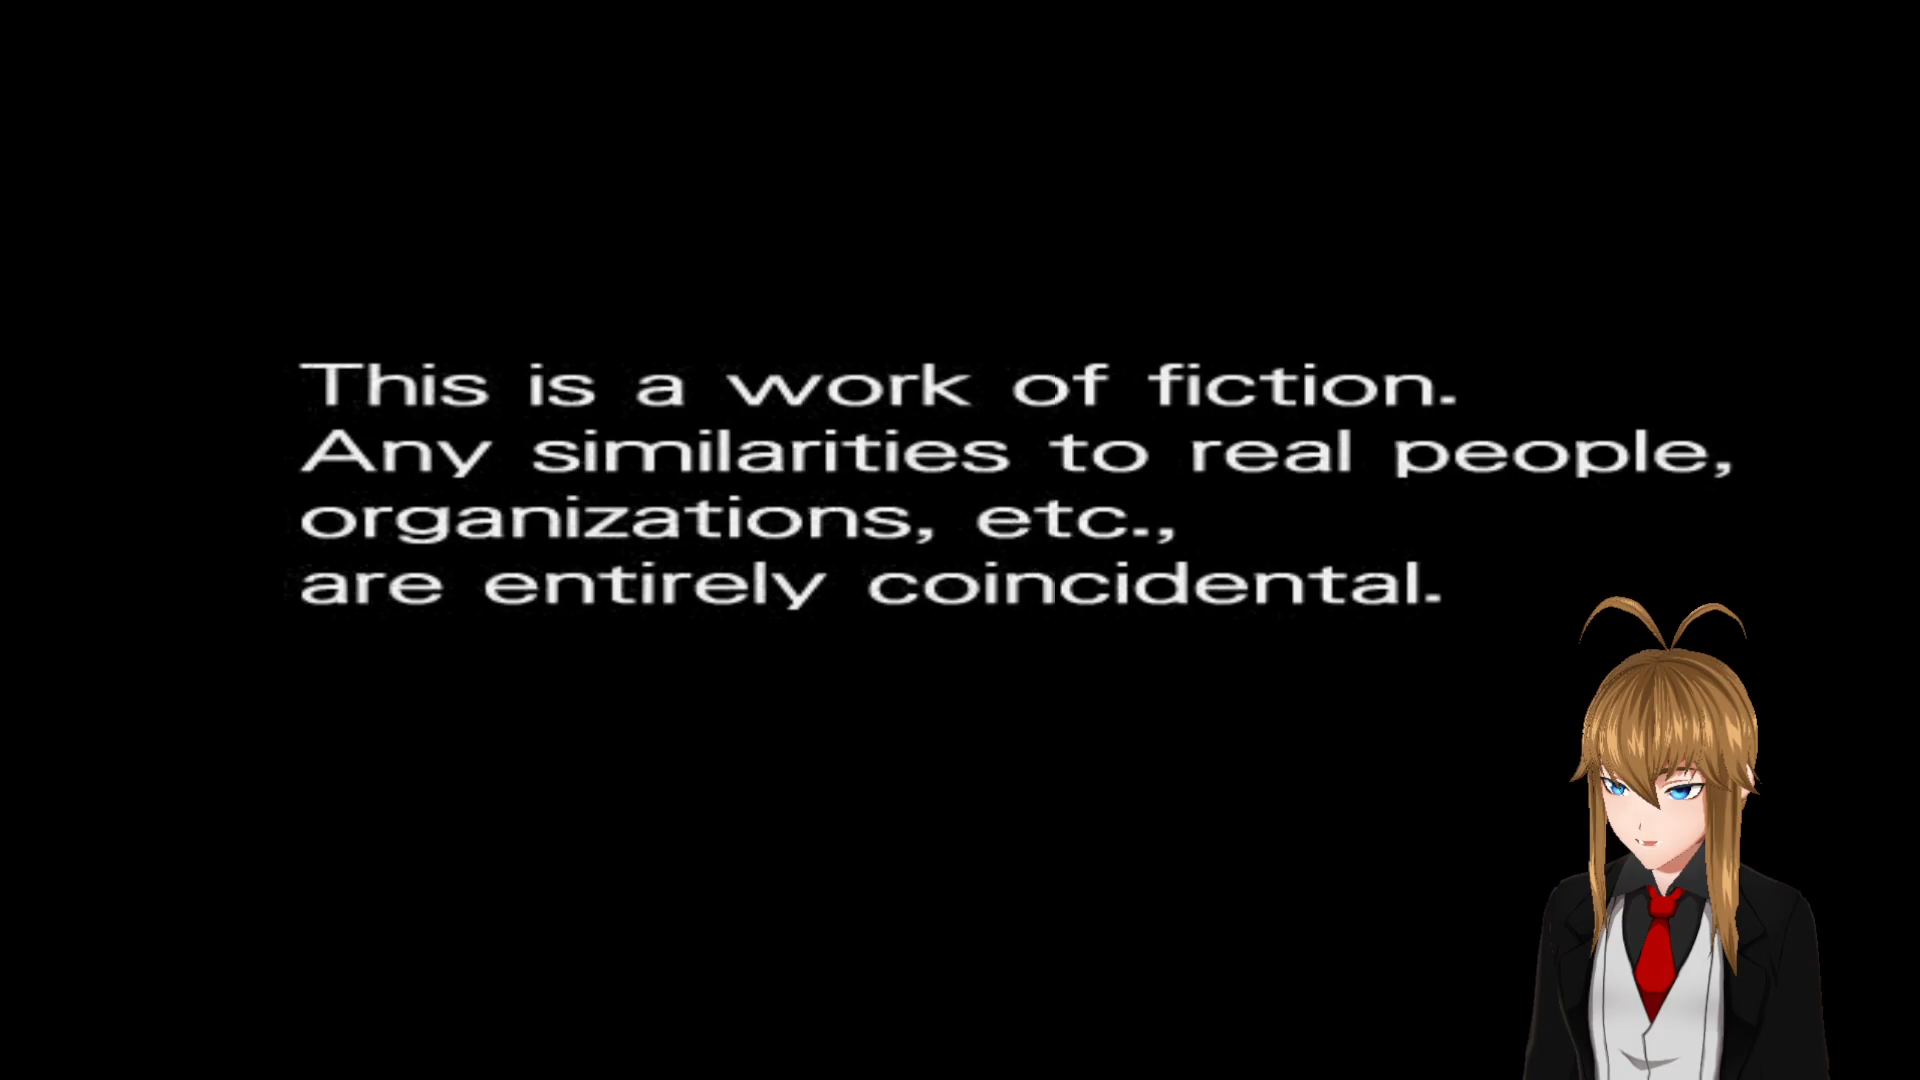 This is a work of fiction.
Any similarities to real people,
organizations, etc.,
are entirely coincidental.